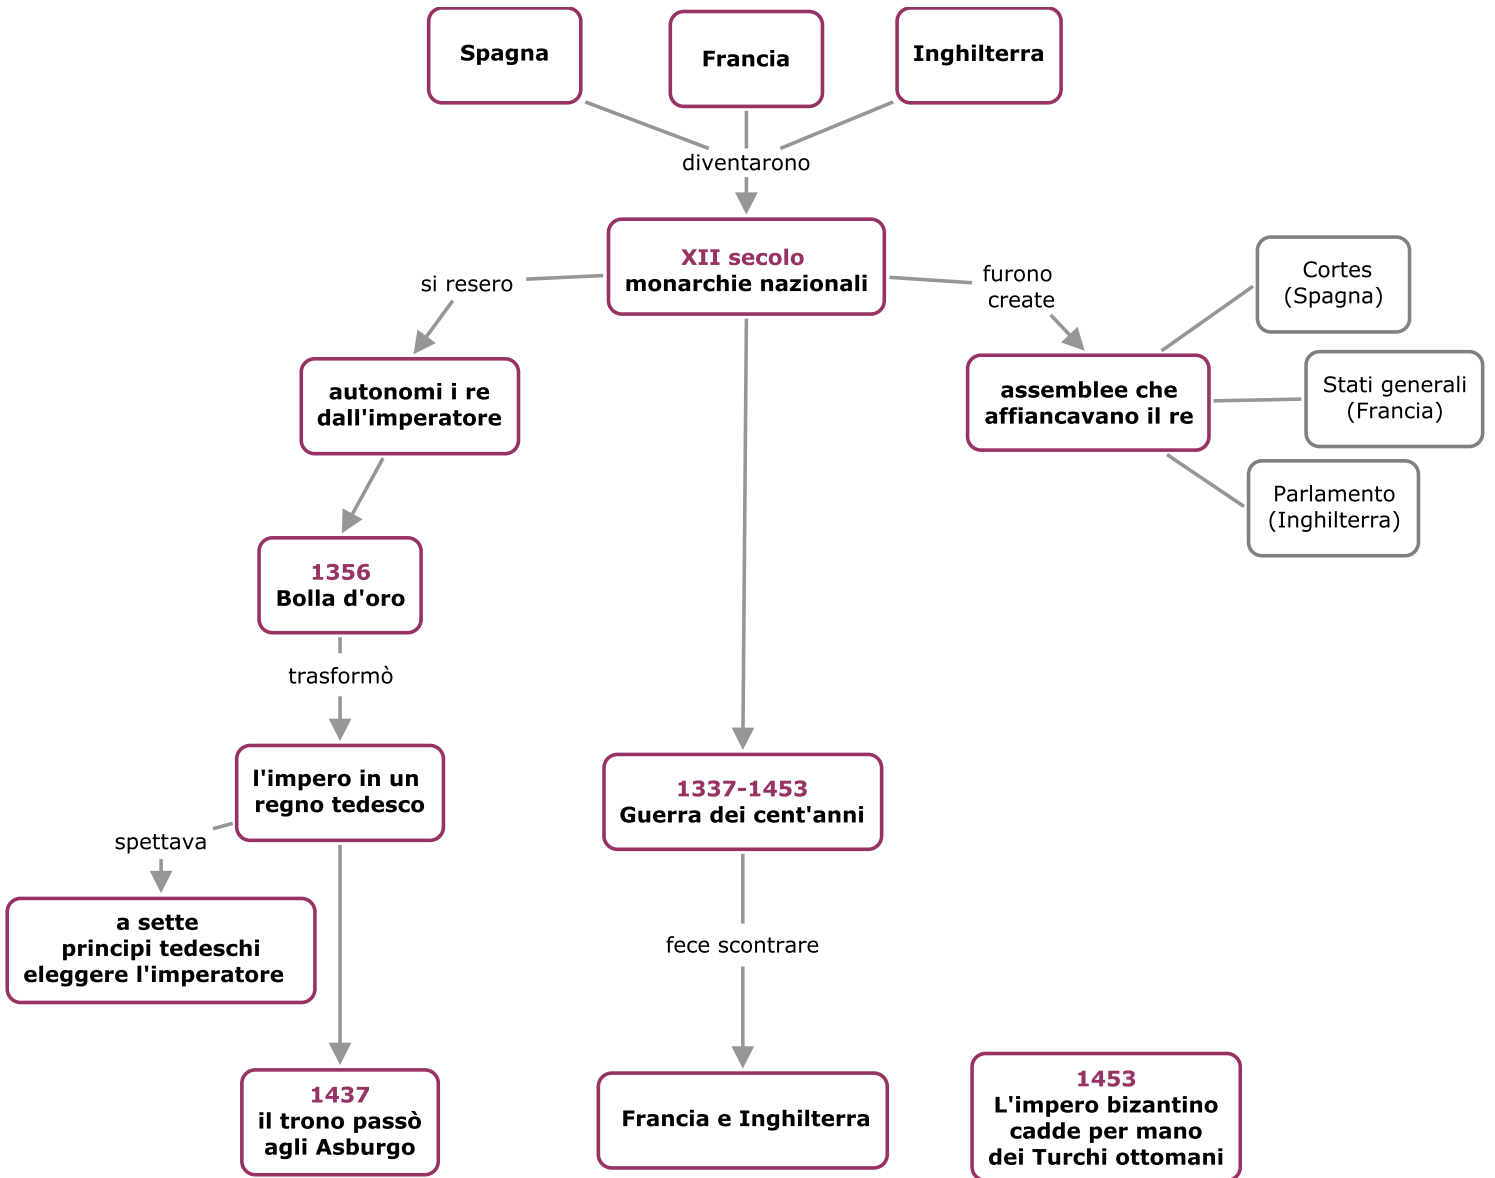 Spagna
Francia
Inghilterra
diventarono
XII secolo
monarchie nazionali
si resero
furono
create
Cortes
(Spagna)
autonomi i re
dall'imperatore
assemblee che
affiancavano il re
Stati generali
(Francia)
Parlamento
(Inghilterra)
1356
Bolla d'oro
trasformò
l'impero in un
regno tedesco
1337-1453
Guerra dei cent'anni
spettava
a sette
principi tedeschi
eleggere l'imperatore
fece scontrare
1437
il trono passò
agli Asburgo
Francia e Inghilterra
1453
L'impero bizantino
cadde per mano
dei Turchi ottomani